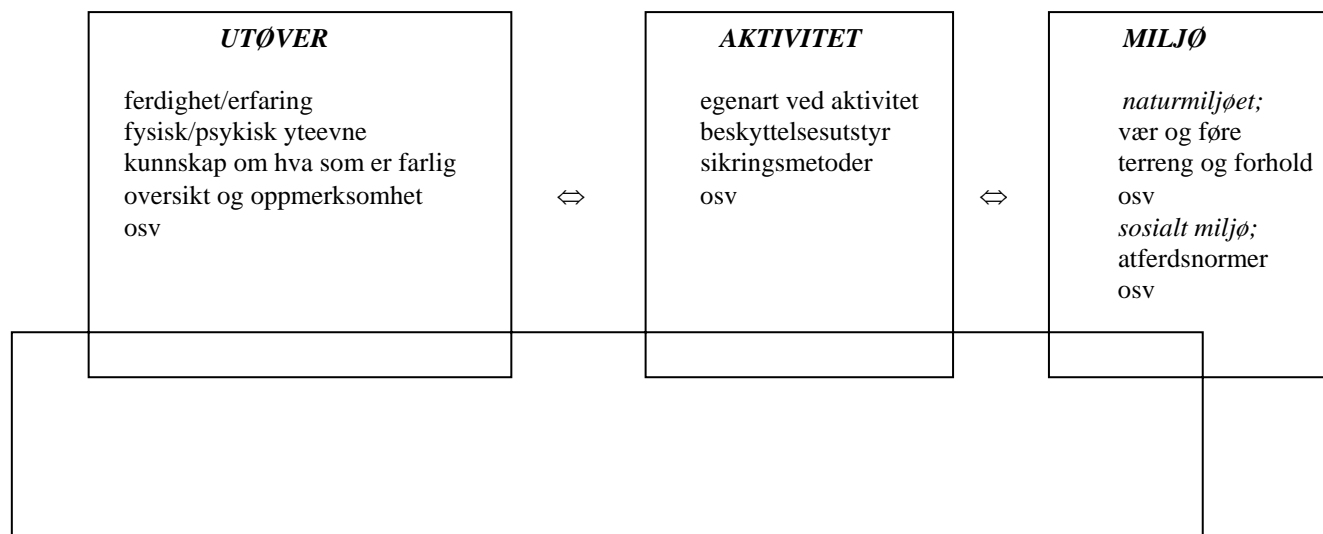 UTØVER
ferdighet/erfaring
fysisk/psykisk yteevne
kunnskap om hva som er farlig
oversikt og oppmerksomhet
osv
⇔
AKTIVITET
egenart ved aktivitet
beskyttelsesutstyr
sikringsmetoder
osv
⇔
MILJØ
naturmiljøet;
vær og føre
terreng og forhold
osv
sosialt miljø;
atferdsnormer
osv